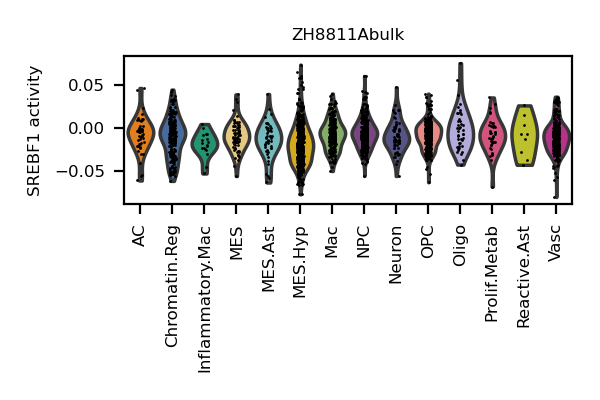 ZH8811Abulk
SREBF1 activity
0.05
0.00
−0.05
AC
Chromatin.Reg
Inflammatory.Mac
MES
MES.Ast
MES.Hyp
Mac
NPC
Neuron
OPC
Oligo
Prolif.Metab
Reactive.Ast
Vasc